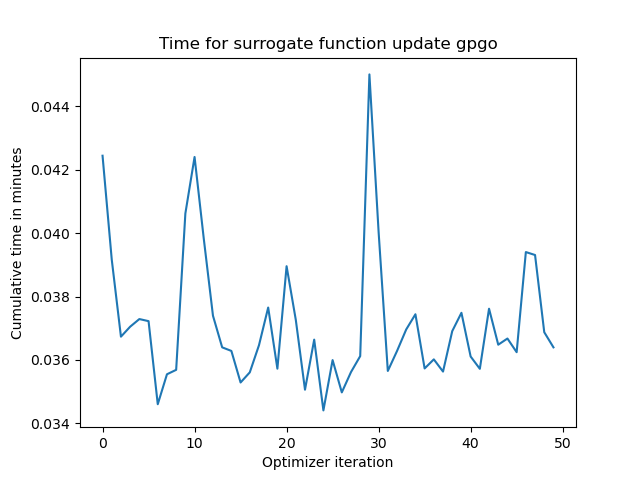 Time for surrogate function update gpgo
Cumulative time in minutes
0.044
0.042
0.040
0.038
0.036
0.034
0 10 20 30 40 50
Optimizer iteration